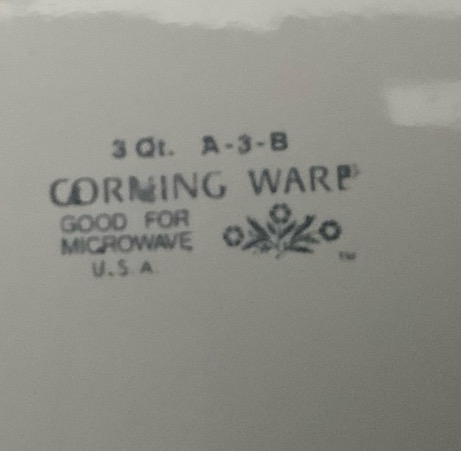 3 Qt. A-3-B
CORNING WARE
GOOD FOR
MICROWAVE
U.S.A.
TM